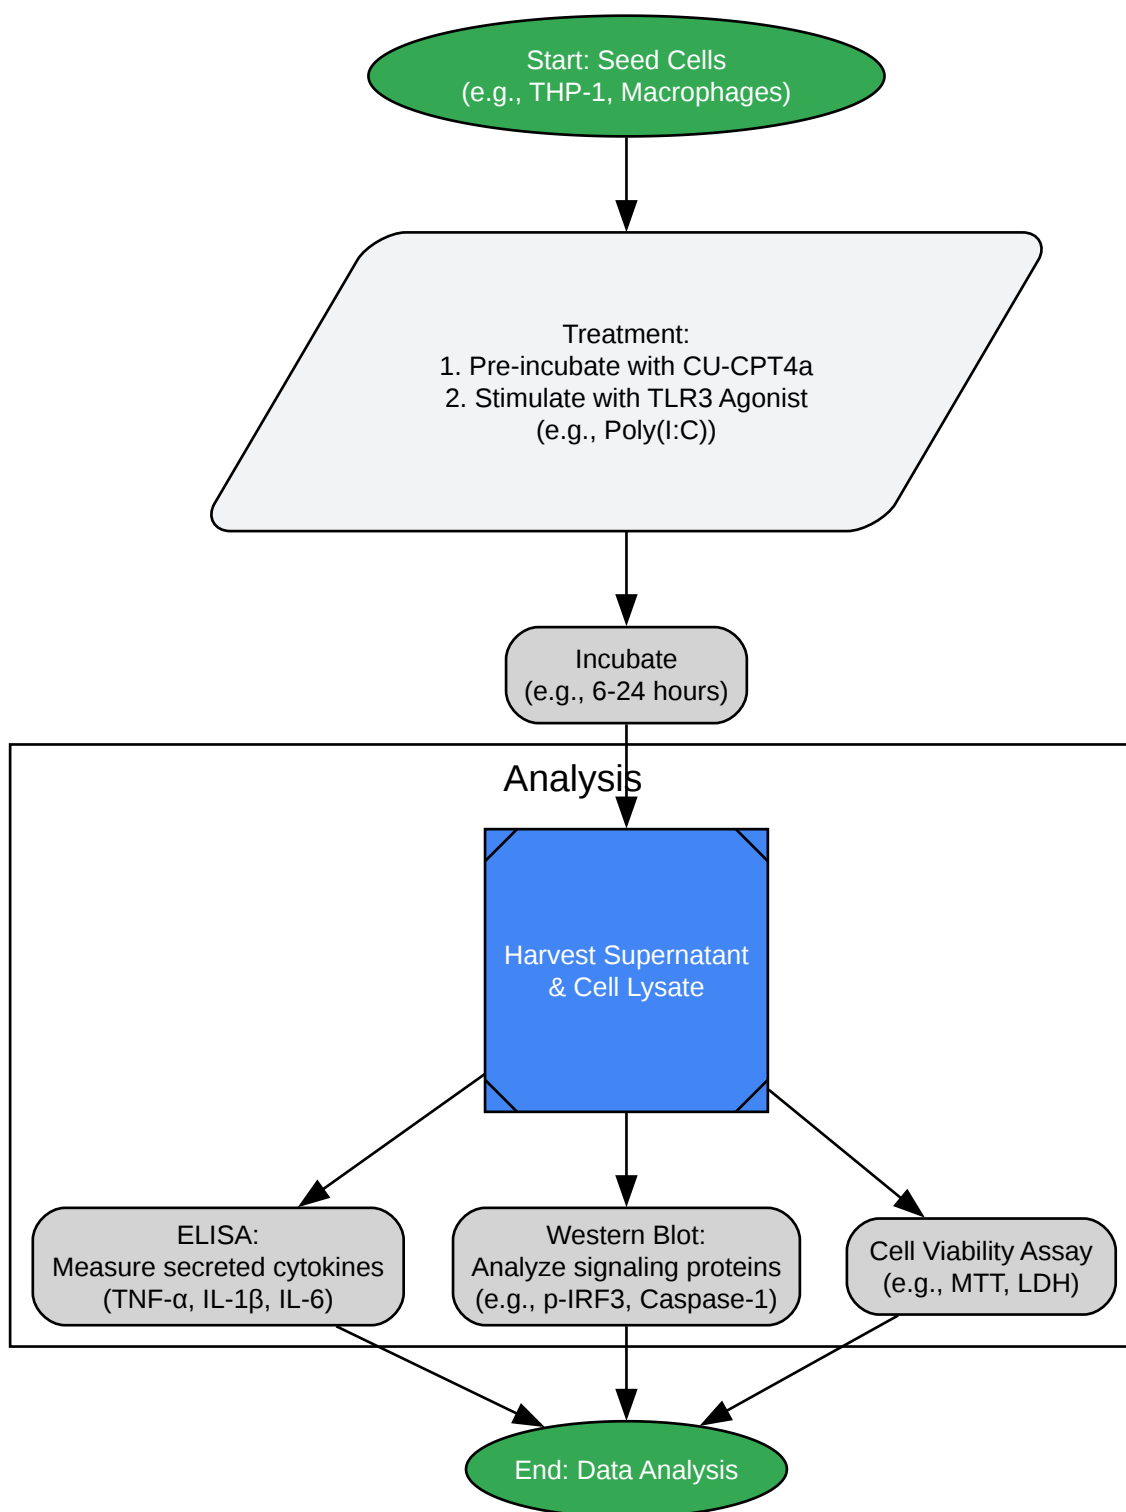 Start: Seed Cells
(e.g., THP-1, Macrophages)
Treatment:
1. Pre-incubate with CU-CPT4a
2. Stimulate with TLR3 Agonist
(e.g., Poly(I:C))
Incubate
(e.g., 6-24 hours)
Analysis
Harvest Supernatant
& Cell Lysate
ELISA:
Measure secreted cytokines
(TNF-α, IL-1β, IL-6)
Western Blot:
Analyze signaling proteins
(e.g., p-IRF3, Caspase-1)
Cell Viability Assay
(e.g., MTT, LDH)
End: Data Analysis